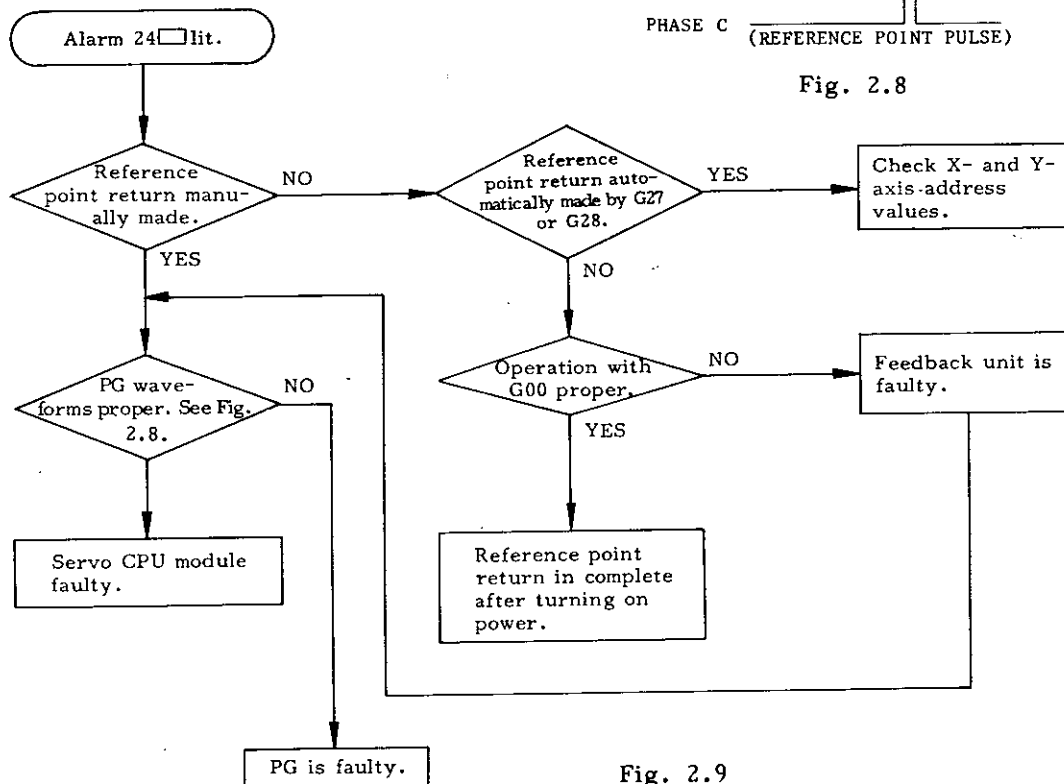 PHASE C
(REFERENCE POINT PULSE)
Fig. 2.8
Alarm 24□ lit.
Reference
point return manu-
ally made.
NO
YES
Reference
point return auto-
matically made by G27
or G28.
YES
NO
Check X- and Y-
axis-address
values.
PG wave-
forms proper. See Fig.
2.8.
NO
Operation with
G00 proper.
NO
YES
Feedback unit is
faulty.
Servo CPU module
faulty.
Reference point
return in complete
after turning on
power.
PG is faulty.
Fig. 2.9